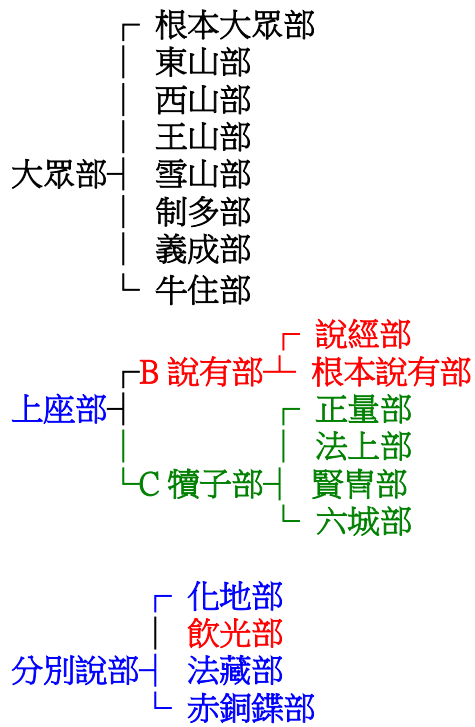 根本大眾部
東山部
西山部
王山部
大眾部 雪山部
制多部
義成部
牛住部
說經部
B 說有部 根本說有部
上座部 正量部
法上部
C 犢子部 賢冑部
六城部
化地部
飲光部
分別說部 法藏部
赤銅鍱部